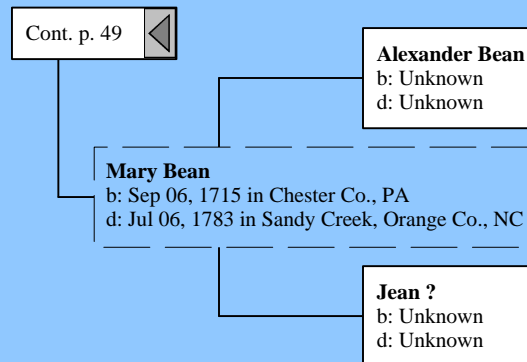 Cont. p. 49
Alexander Bean
b: Unknown
d: Unknown
Mary Bean
b: Sep 06, 1715 in Chester Co., PA
d: Jul 06, 1783 in Sandy Creek, Orange Co., NC
Jean ?
b: Unknown
d: Unknown